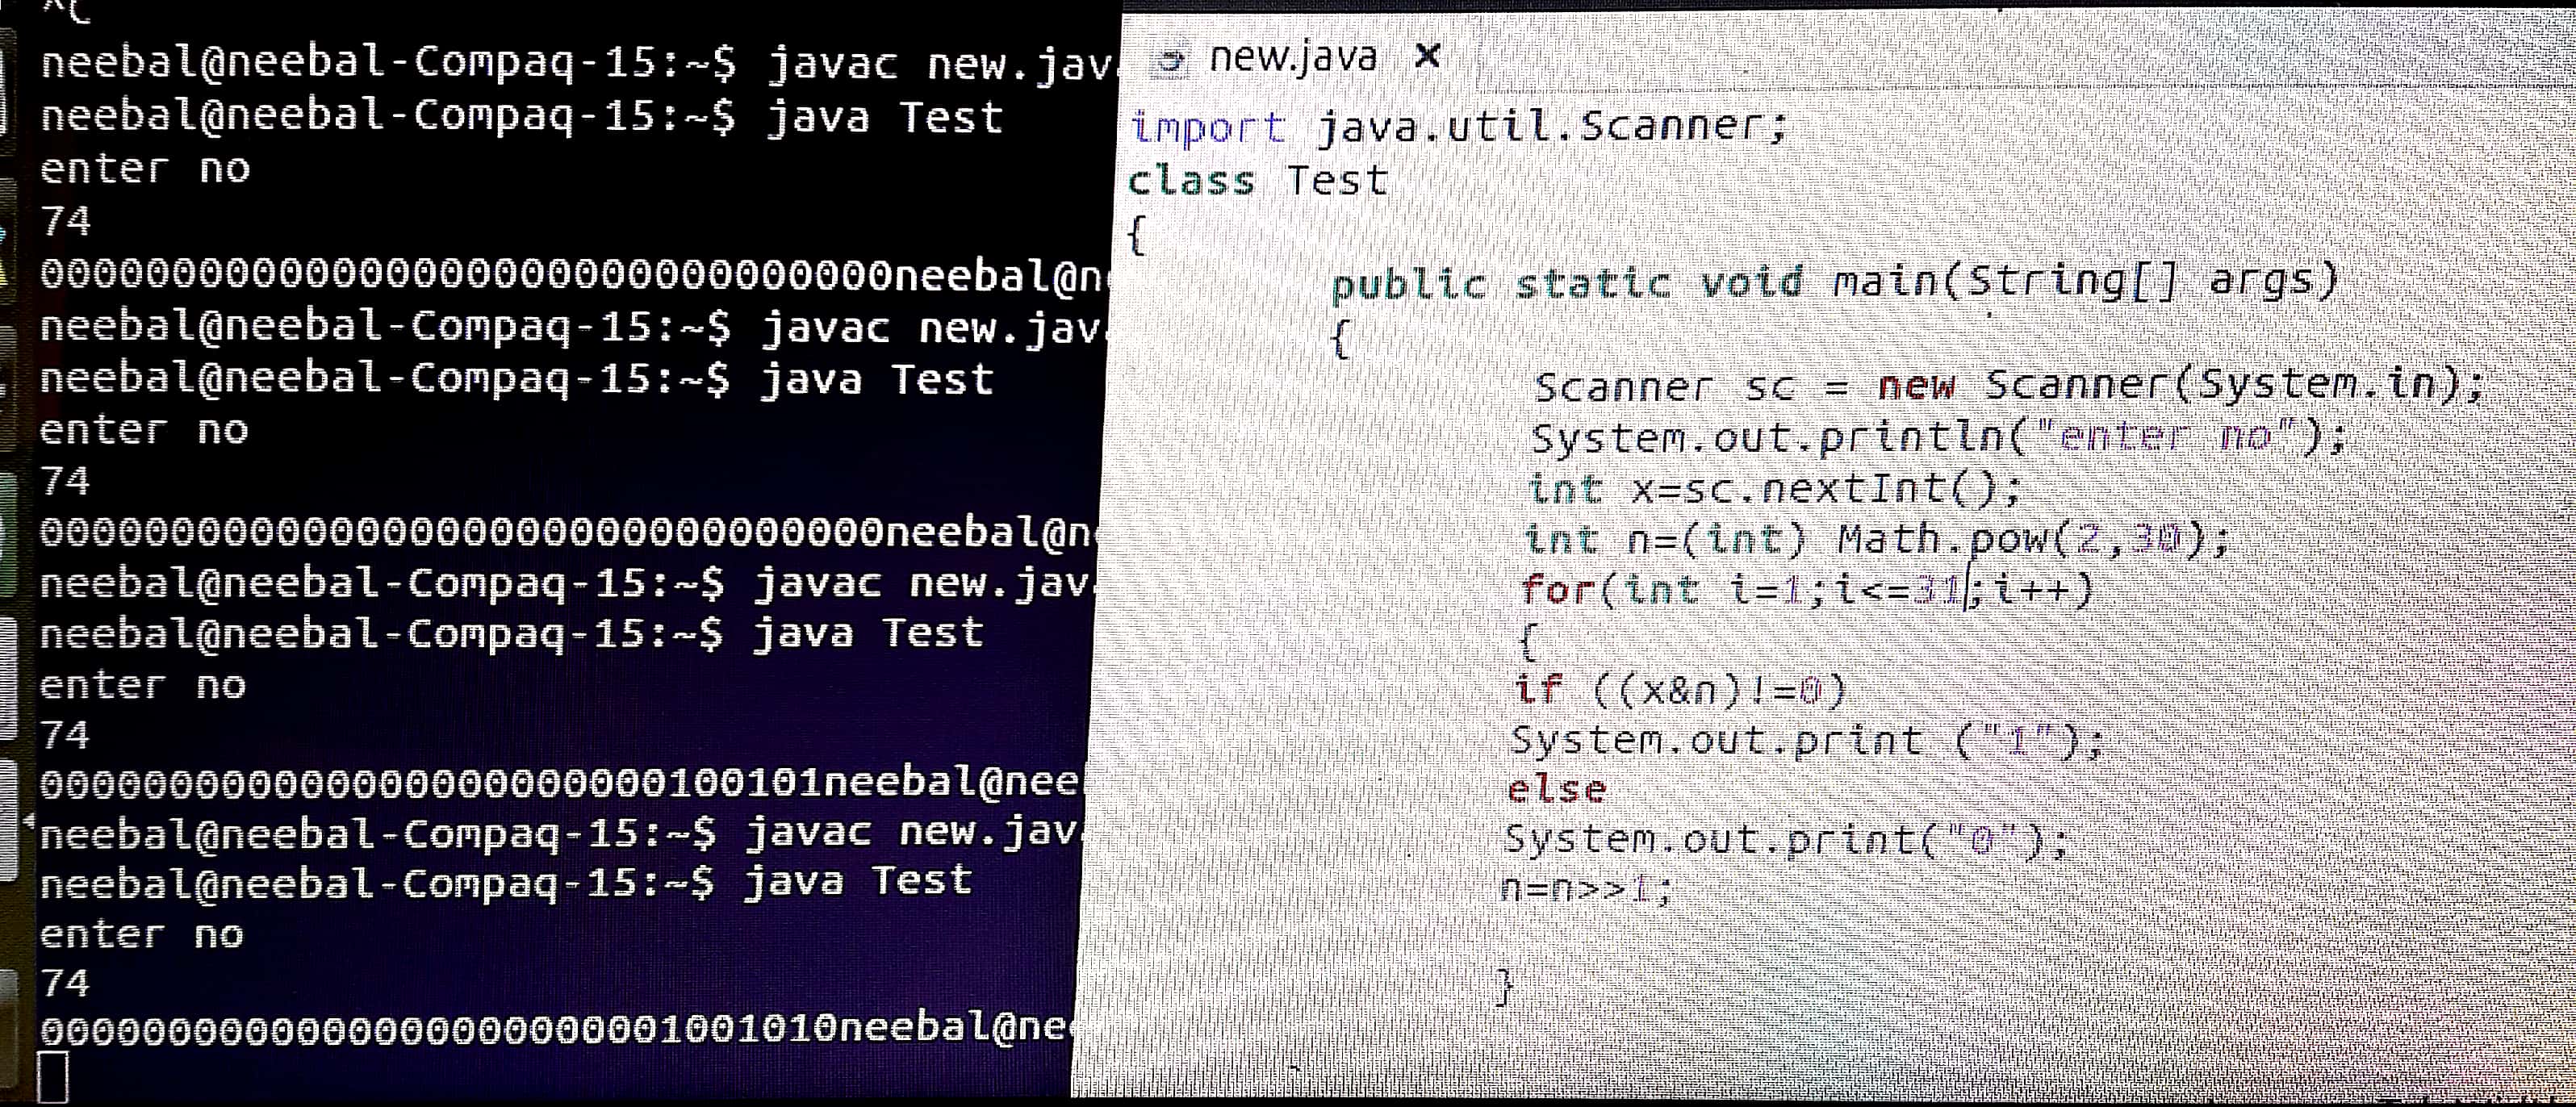 ^C
neebal@neebal-Compaq-15:~$ javac new.jav
neebal@neebal-Compaq-15:~$ java Test
enter no
74
00000000000000000000000000000000neebal@n
neebal@neebal-Compaq-15:~$ javac new.jav
neebal@neebal-Compaq-15:~$ java Test
enter no
74
00000000000000000000000000000000neebal@n
neebal@neebal-Compaq-15:~$ javac new.jav
neebal@neebal-Compaq-15:~$ java Test
enter no
74
000000000000000000000000100101neebal@nee
neebal@neebal-Compaq-15:~$ javac new.jav
neebal@neebal-Compaq-15:~$ java Test
enter no
74
0000000000000000000000001001010neebal@ne
new.java ×
import java.util.Scanner;
class Test
{
public static void main(String[] args)
{
Scanner sc = new Scanner(System.in);
System.out.println("enter no");
int x=sc.nextInt();
int n=(int) Math.pow(2,30);
for(int i=1;i<=31;i++)
{
if ((x&n)!=0)
System.out.print ("1");
else
System.out.print("0");
n=n>>1;
}